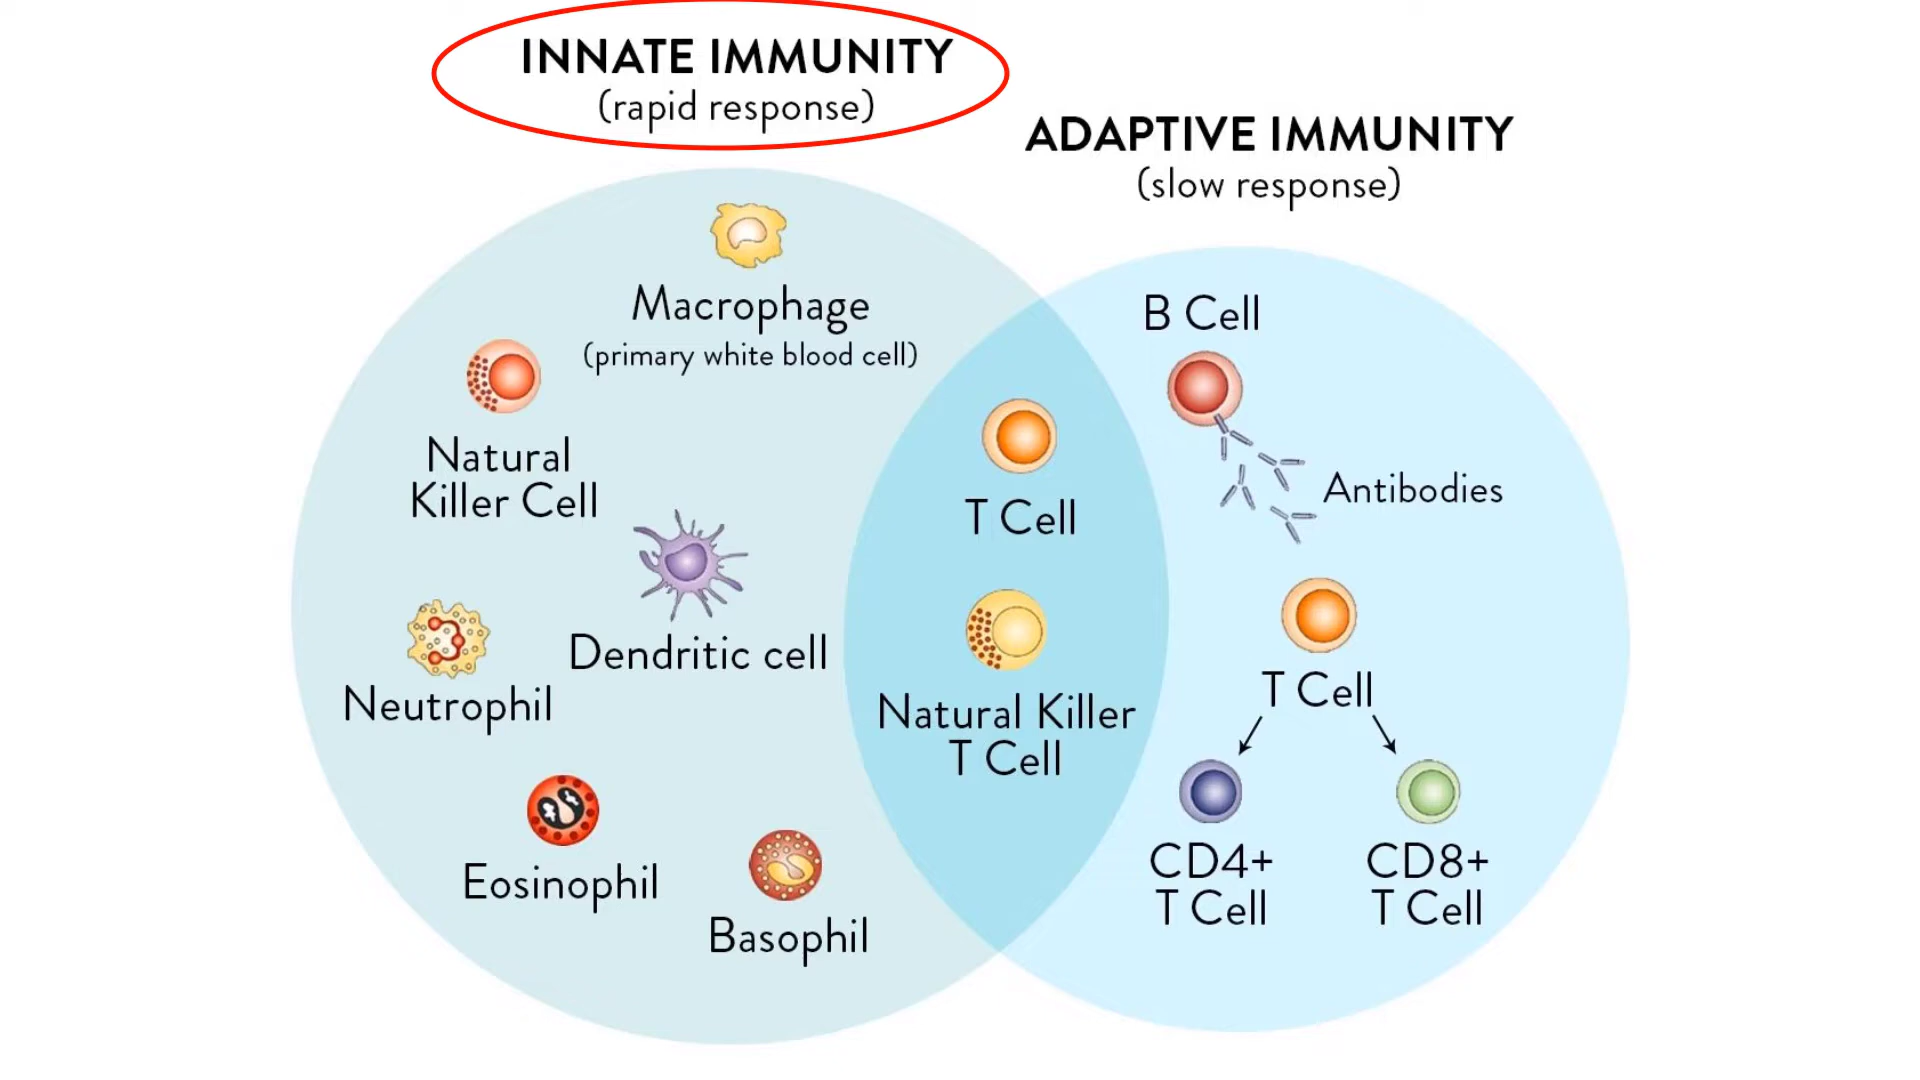 INNATE IMMUNITY
(rapid response)
ADAPTIVE IMMUNITY
(slow response)
Macrophage
(primary white blood cell)
Natural
Killer Cell
Dendritic cell
Neutrophil
Eosinophil
Basophil
T Cell
Natural Killer
T Cell
B Cell
Antibodies
T Cell
CD4+
T Cell
CD8+
T Cell